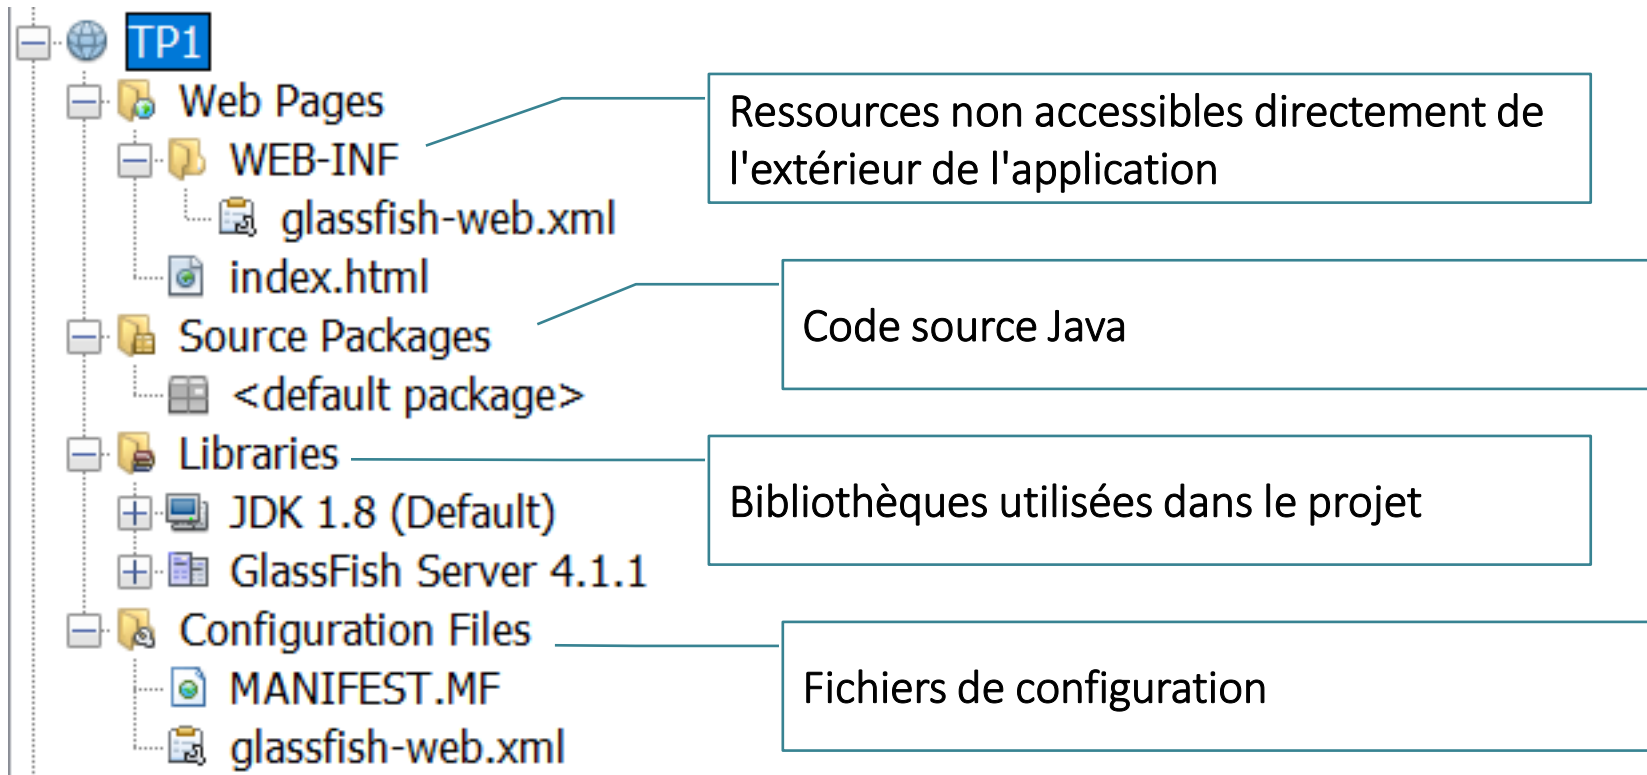 TP1
Web Pages
WEB-INF
glassfish-web.xml
index.html
Source Packages
<default package>
Libraries
JDK 1.8 (Default)
GlassFish Server 4.1.1
Configuration Files
MANIFEST.MF
glassfish-web.xml
Ressources non accessibles directement de
l'extérieur de l'application
Code source Java
Bibliothèques utilisées dans le projet
Fichiers de configuration